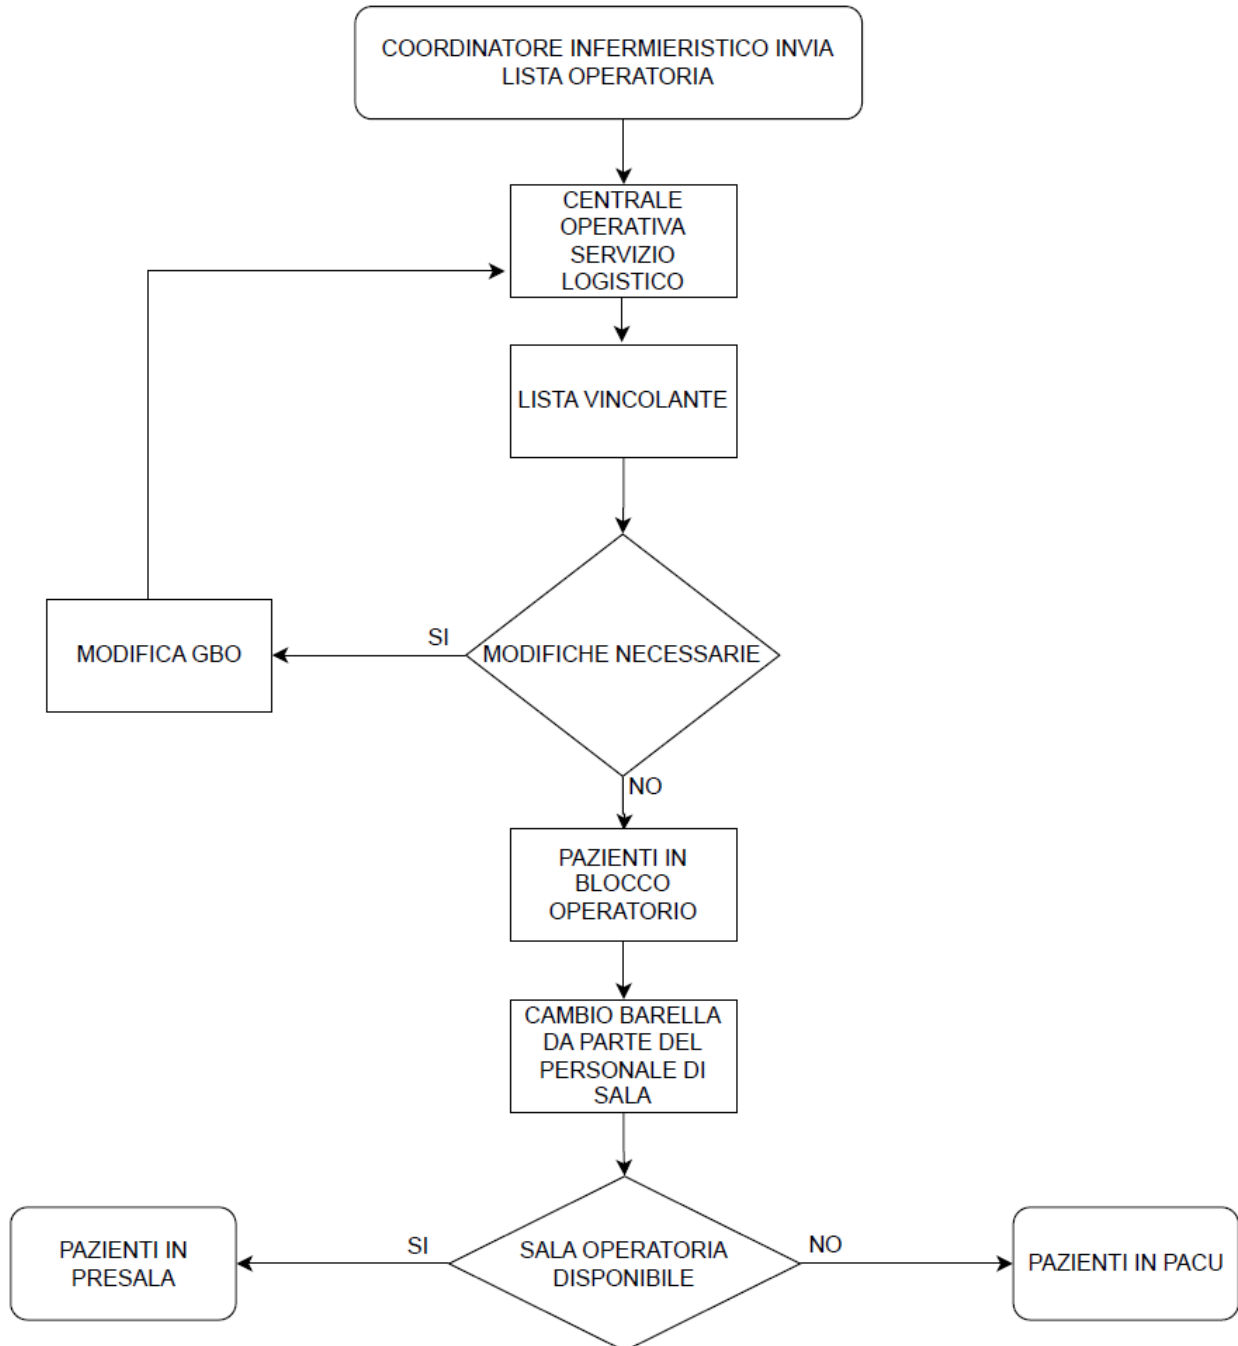 COORDINATORE INFERMIERISTICO INVIA
LISTA OPERATORIA
CENTRALE
OPERATIVA
SERVIZIO
LOGISTICO
LISTA VINCOLANTE
MODIFICA GBO
SI
MODIFICHE NECESSARIE
NO
PAZIENTI IN
BLOCCO
OPERATORIO
CAMBIO BARELLA
DA PARTE DEL
PERSONALE DI
SALA
PAZIENTI IN
PRESALA
SI
SALA OPERATORIA
DISPONIBILE
NO
PAZIENTI IN PACU